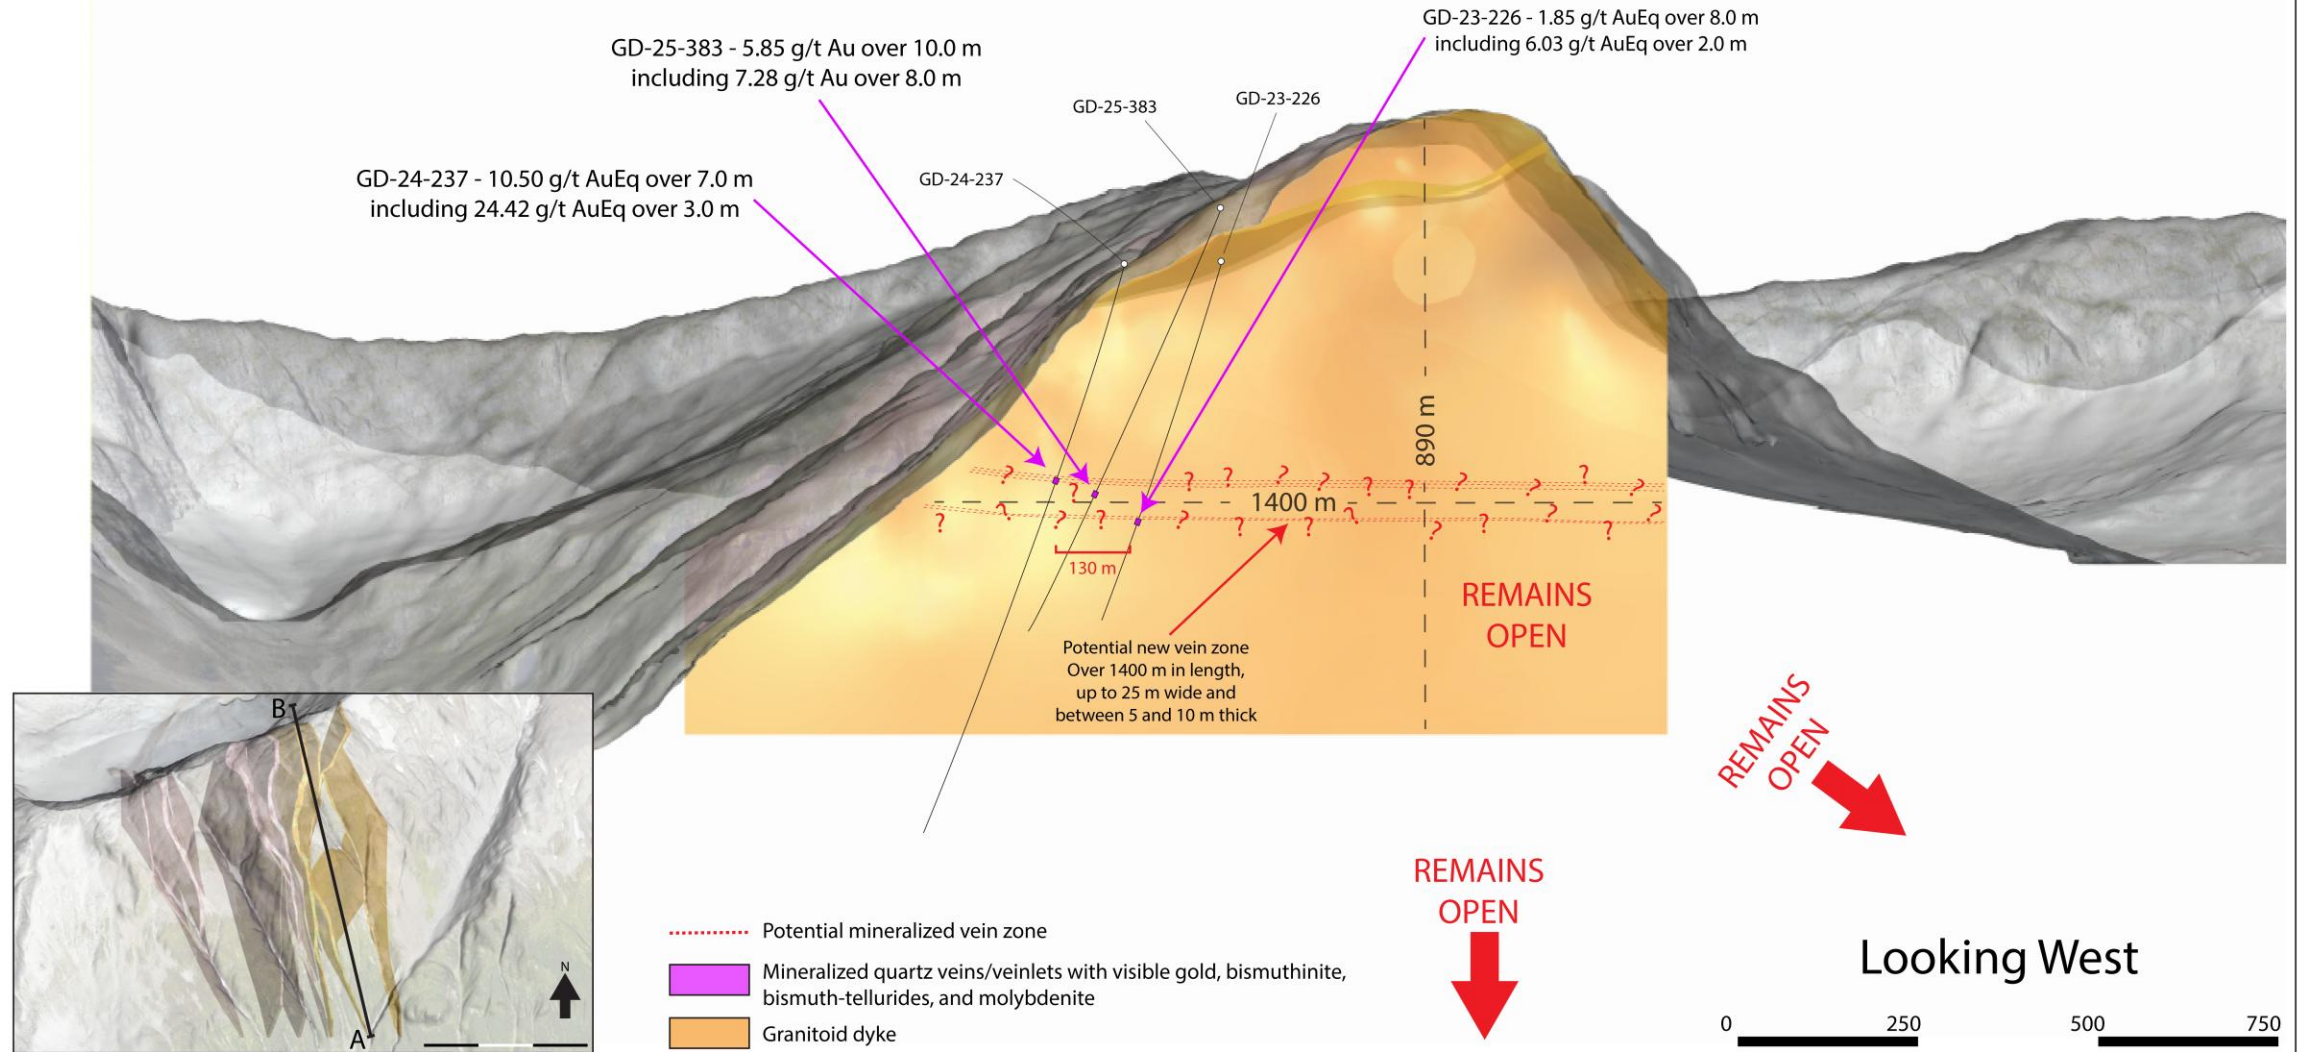 GD-23-226 - 1.85 g/t AuEq over 8.0 m
including 6.03 g/t AuEq over 2.0 m
GD-25-383 - 5.85 g/t Au over 10.0 m
including 7.28 g/t Au over 8.0 m
GD-25-383
GD-23-226
GD-24-237 - 10.50 g/t AuEq over 7.0 m
including 24.42 g/t AuEq over 3.0 m
GD-24-237
890 m
? ? ? ? ? ? ? ? ? ? ?
?
1400 m
? ? ? ? ? ? ? ? ? ? ? ? ?
130 m
REMAINS
OPEN
Potential new vein zone
Over 1400 m in length,
up to 25 m wide and
between 5 and 10 m thick
REMAINS
OPEN
B
A
N
REMAINS
OPEN
Potential mineralized vein zone
Mineralized quartz veins/veinlets with visible gold, bismuthinite,
bismuth-tellurides, and molybdenite
Granitoid dyke
Looking West
0 250 500 750